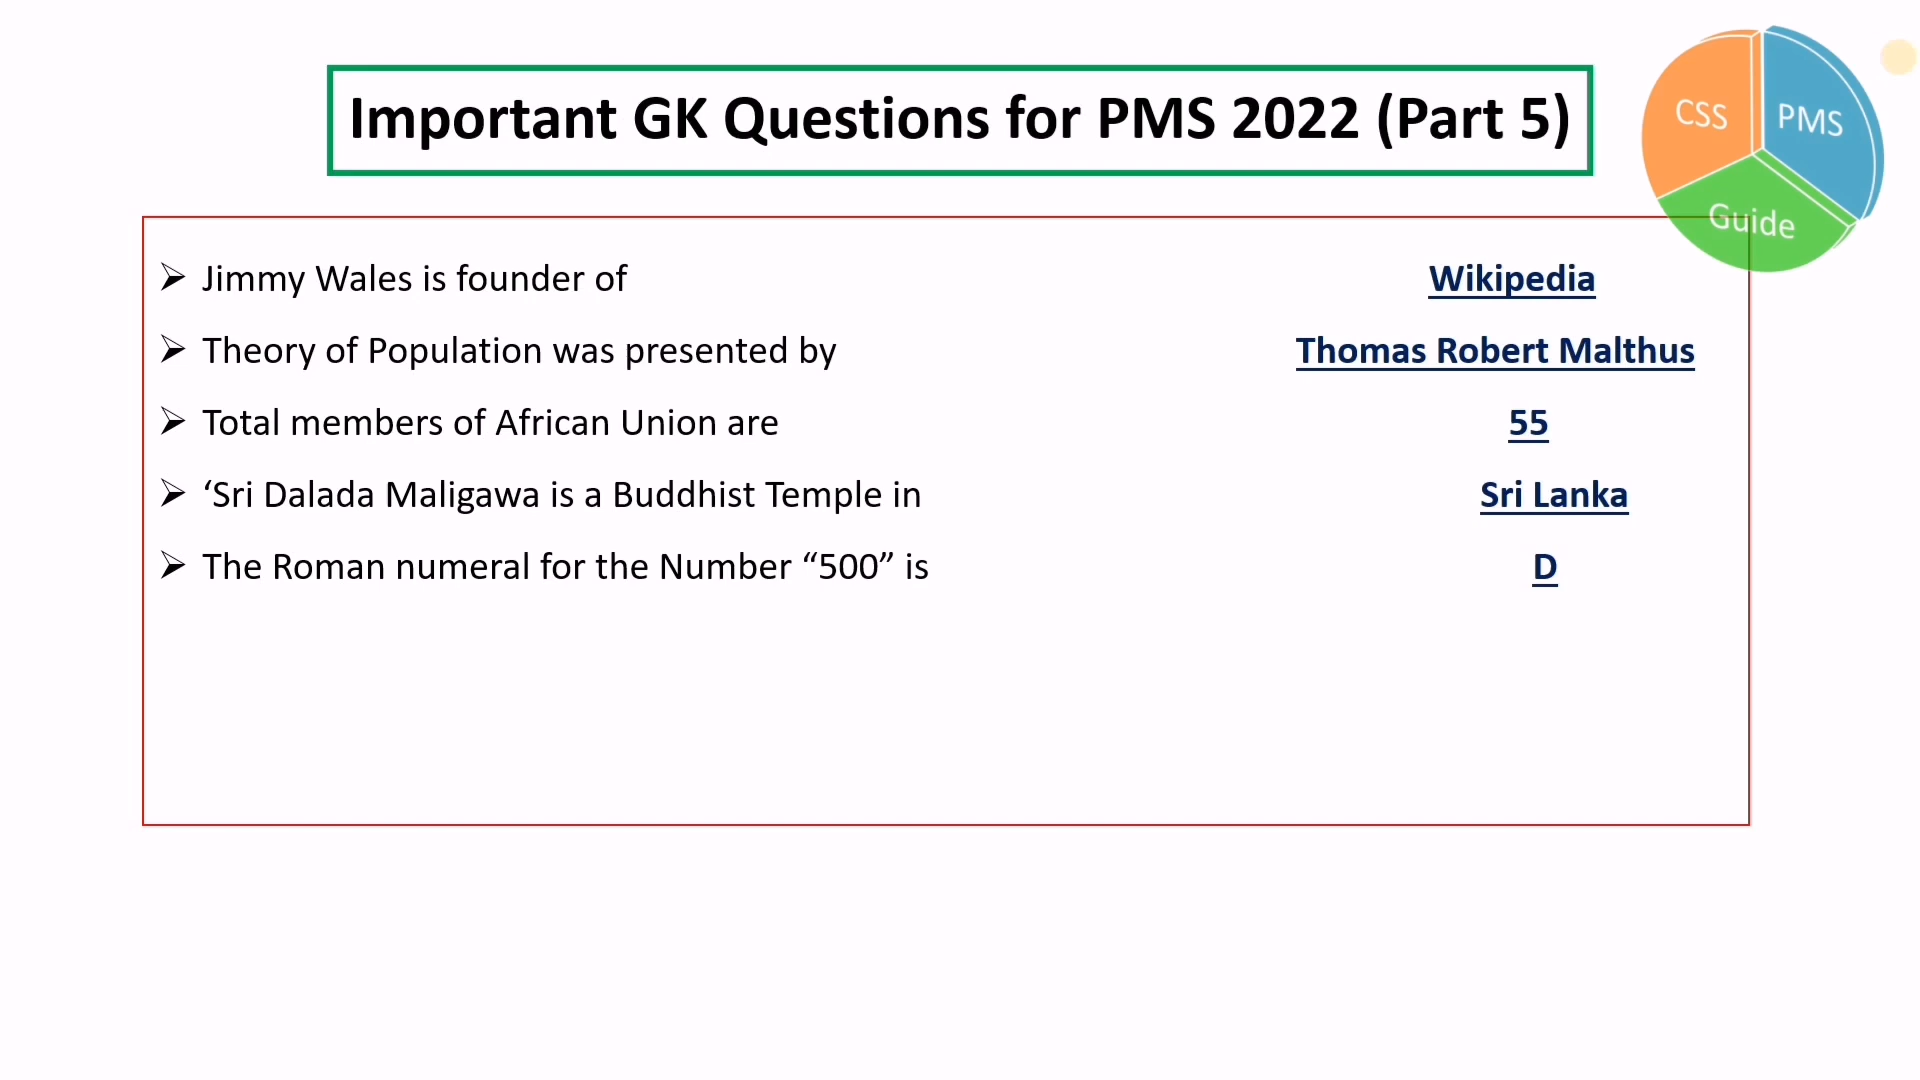 Important GK Questions for PMS 2022 (Part 5)
CSS
PMS
Guide
➢ Jimmy Wales is founder of Wikipedia
➢ Theory of Population was presented by Thomas Robert Malthus
➢ Total members of African Union are 55
➢ ‘Sri Dalada Maligawa is a Buddhist Temple in Sri Lanka
➢ The Roman numeral for the Number “500” is D